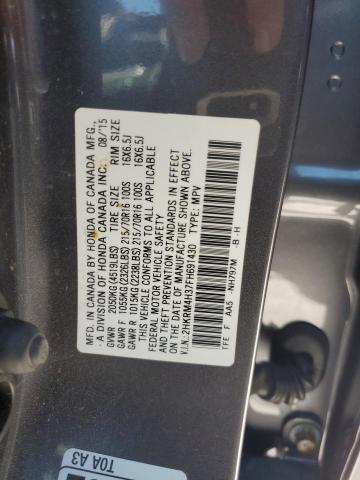 MFD. IN CANADA BY HONDA OF CANADA MFG.,
A DIVISION OF HONDA CANADA INC. 08/15
GVWR 2050KG(4519LBS) TIRE SIZE RIM SIZE
GAWR F 1055KG(2326LBS) 215/70R16 100S 16X6.5J
GAWR R 1015KG(2238LBS) 215/70R16 100S 16X6.5J
THIS VEHICLE CONFORMS TO ALL APPLICABLE
FEDERAL MOTOR VEHICLE SAFETY
AND THEFT PREVENTION STANDARDS IN EFFECT
ON THE DATE OF MANUFACTURE SHOWN ABOVE.
V.I.N.: 2HKRM4H37FH691430 TYPE: MPV
TFE F AA5 -NH797M -B-H
T0A A3